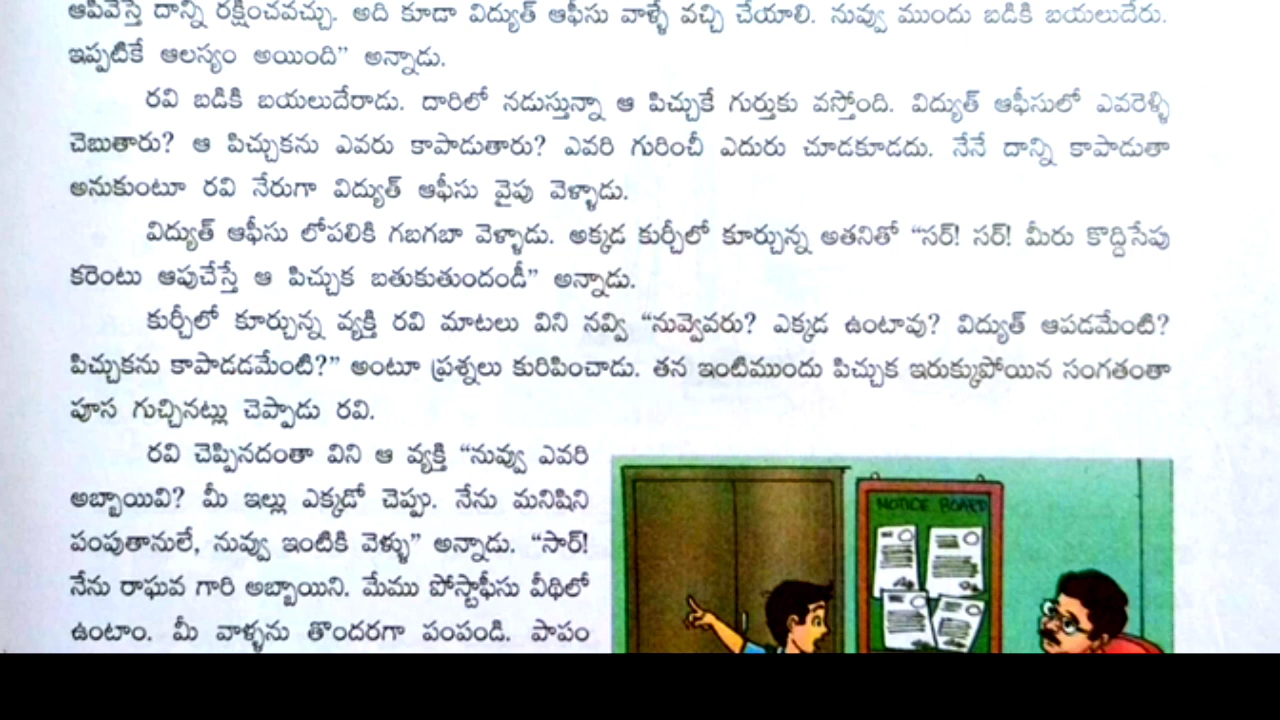 ఆపివేస్తే దాన్ని రక్షించవచ్చు. అది కూడా విద్యుత్ ఆఫీసు వాళ్ళే వచ్చి చేయాలి. నువ్వు ముందు బడికి బయలుదేరు.
ఇప్పటికే ఆలస్యం అయింది” అన్నాడు.
రవి బడికి బయలుదేరాడు. దారిలో నడుస్తున్నా ఆ పిచ్చుకే గుర్తుకు వస్తోంది. విద్యుత్ ఆఫీసులో ఎవరెళ్ళి
చెబుతారు? ఆ పిచ్చుకను ఎవరు కాపాడుతారు? ఎవరి గురించీ ఎదురు చూడకూడదు. నేనే దాన్ని కాపాడుతా
అనుకుంటూ రవి నేరుగా విద్యుత్ ఆఫీసు వైపు వెళ్ళాడు.
విద్యుత్ ఆఫీసు లోపలికి గబగబా వెళ్ళాడు. అక్కడ కుర్చీలో కూర్చున్న అతనితో “సర్! సర్! మీరు కొద్దిసేపు
కరెంటు ఆపుచేస్తే ఆ పిచ్చుక బతుకుతుందండీ” అన్నాడు.
కుర్చీలో కూర్చున్న వ్యక్తి రవి మాటలు విని నవ్వి “నువ్వెవరు? ఎక్కడ ఉంటావు? విద్యుత్ ఆపడమేంటి?
పిచ్చుకను కాపాడడమేంటి?” అంటూ ప్రశ్నలు కురిపించాడు. తన ఇంటిముందు పిచ్చుక ఇరుక్కుపోయిన సంగతంతా
పూస గుచ్చినట్లు చెప్పాడు రవి.
రవి చెప్పినదంతా విని ఆ వ్యక్తి “నువ్వు ఎవరి
అబ్బాయివి? మీ ఇల్లు ఎక్కడో చెప్పు. నేను మనిషిని
పంపుతానులే, నువ్వు ఇంటికి వెళ్ళు” అన్నాడు. “సార్!
నేను రాఘవ గారి అబ్బాయిని. మేము పోస్టాఫీసు వీథిలో
ఉంటాం. మీ వాళ్ళను తొందరగా పంపండి. పాపం
NOTICE BOARD